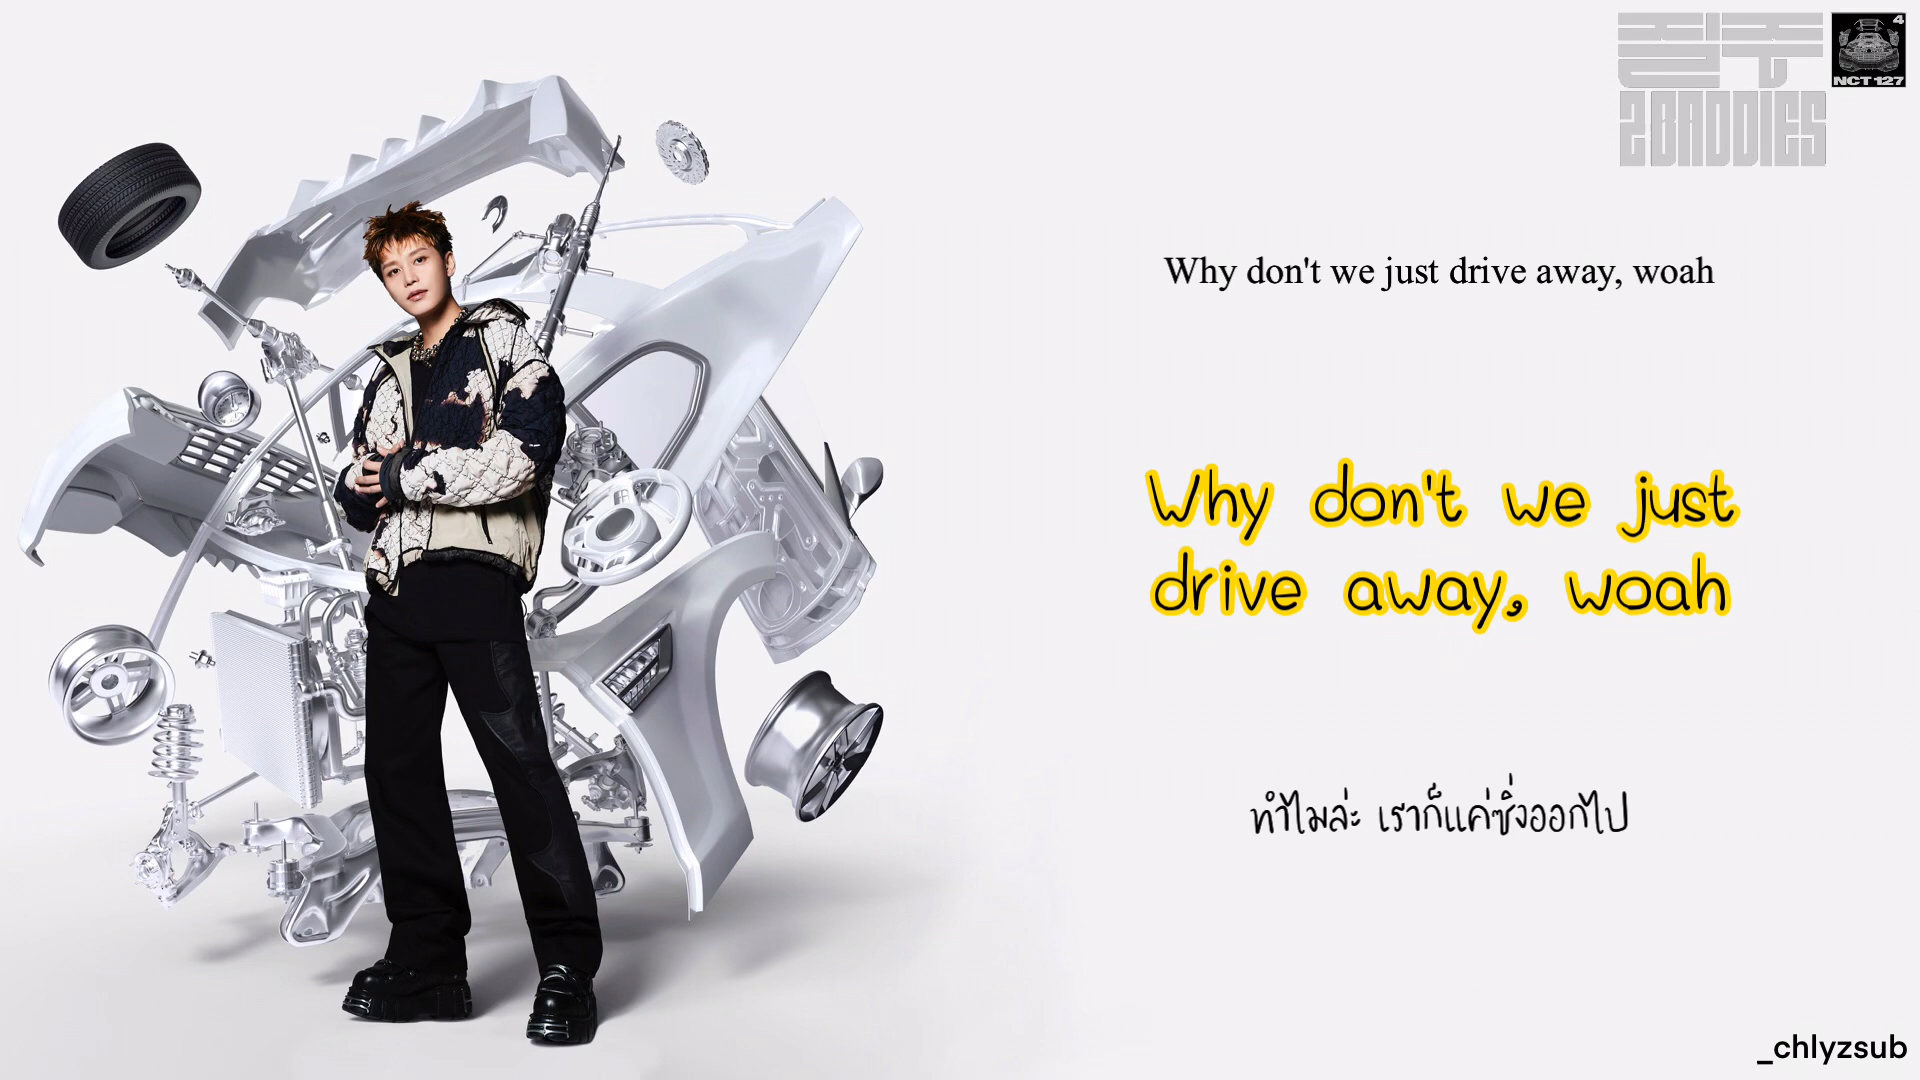 질주
2 BADDIES
4
NCT 127
Why don't we just drive away, woah
Why don't we just
drive away, woah
ทำไมล่ะ เราก็แค่ซิ่งออกไป
_chlyzsub